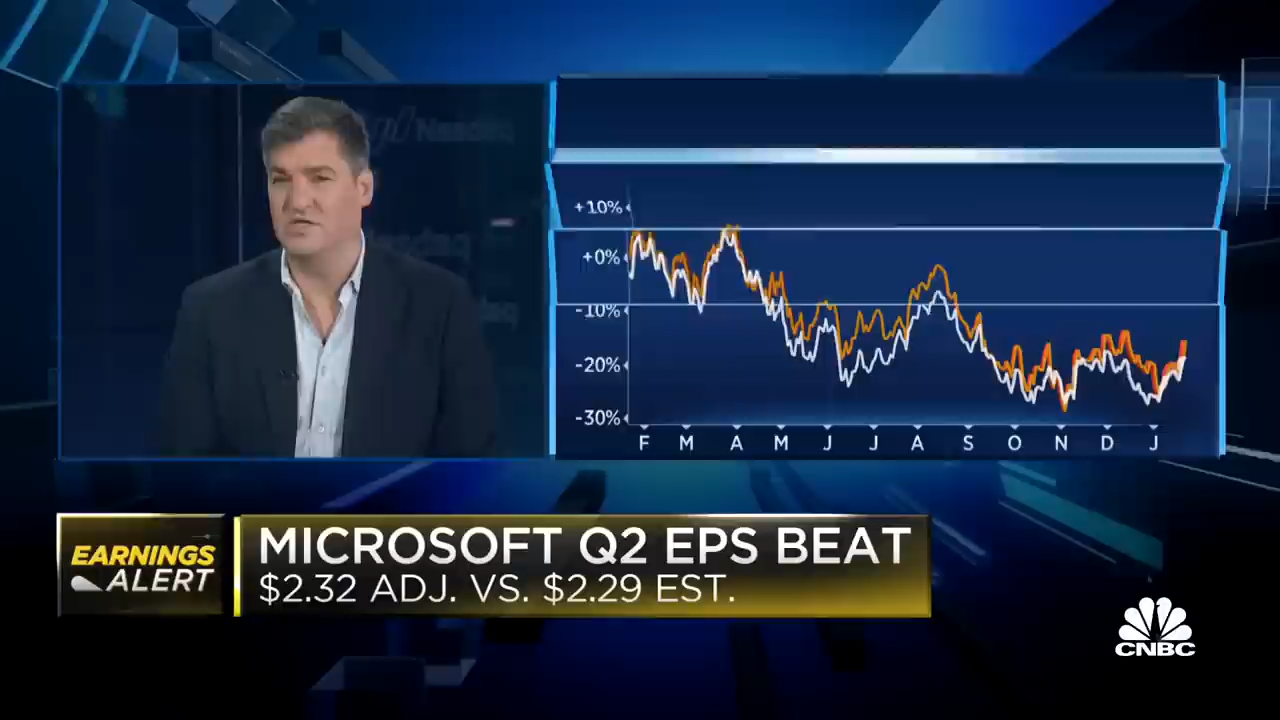 Nasdaq
+10%
+0%
-10%
-20%
-30%
F M A M J J A S O N D J
EARNINGS
ALERT
MICROSOFT Q2 EPS BEAT
$2.32 ADJ. VS. $2.29 EST.
CNBC